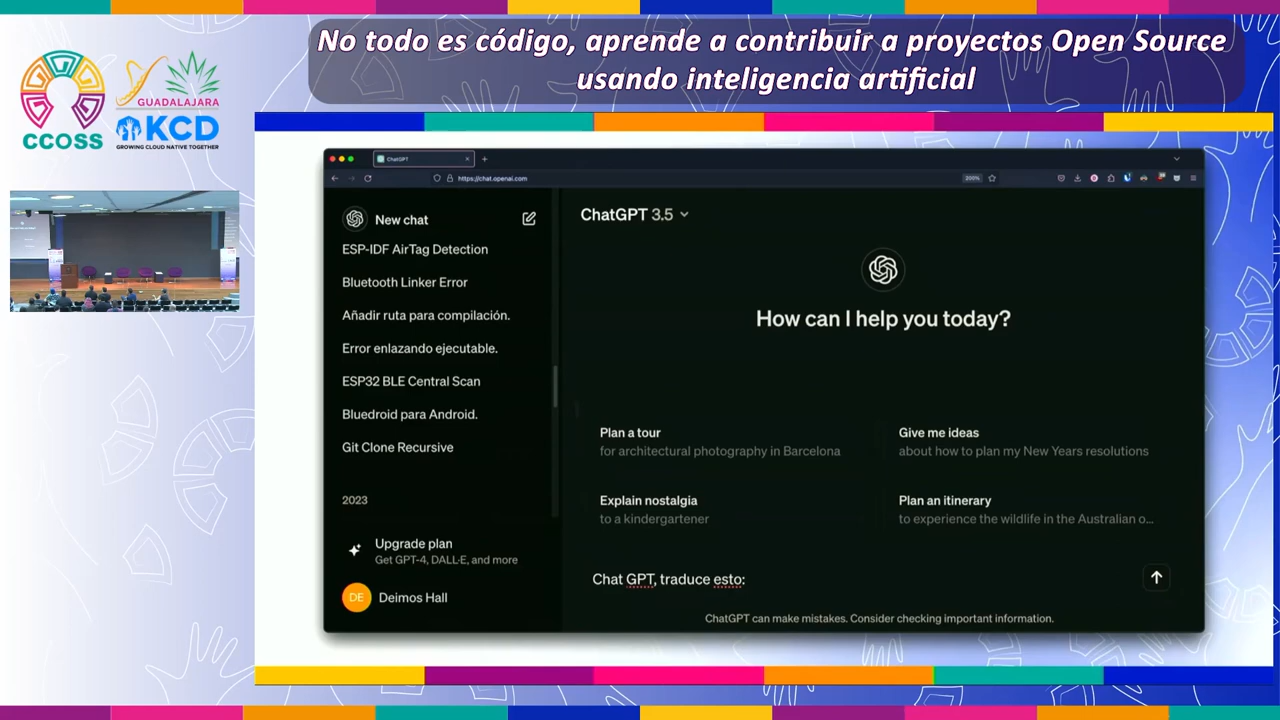 No todo es código, aprende a contribuir a proyectos Open Source
usando inteligencia artificial
CCOSS
GUADALAJARA
KCD
GROWING CLOUD NATIVE TOGETHER
ChatGPT
https://chat.openai.com
200%
New chat
ESP-IDF AirTag Detection
Bluetooth Linker Error
Añadir ruta para compilación.
Error enlazando ejecutable.
ESP32 BLE Central Scan
Bluedroid para Android.
Git Clone Recursive
2023
Upgrade plan
Get GPT-4, DALL·E, and more
DE
Deimos Hall
ChatGPT 3.5
How can I help you today?
Plan a tour
for architectural photography in Barcelona
Give me ideas
about how to plan my New Years resolutions
Explain nostalgia
to a kindergartener
Plan an itinerary
to experience the wildlife in the Australian o...
Chat GPT, traduce esto:
ChatGPT can make mistakes. Consider checking important information.